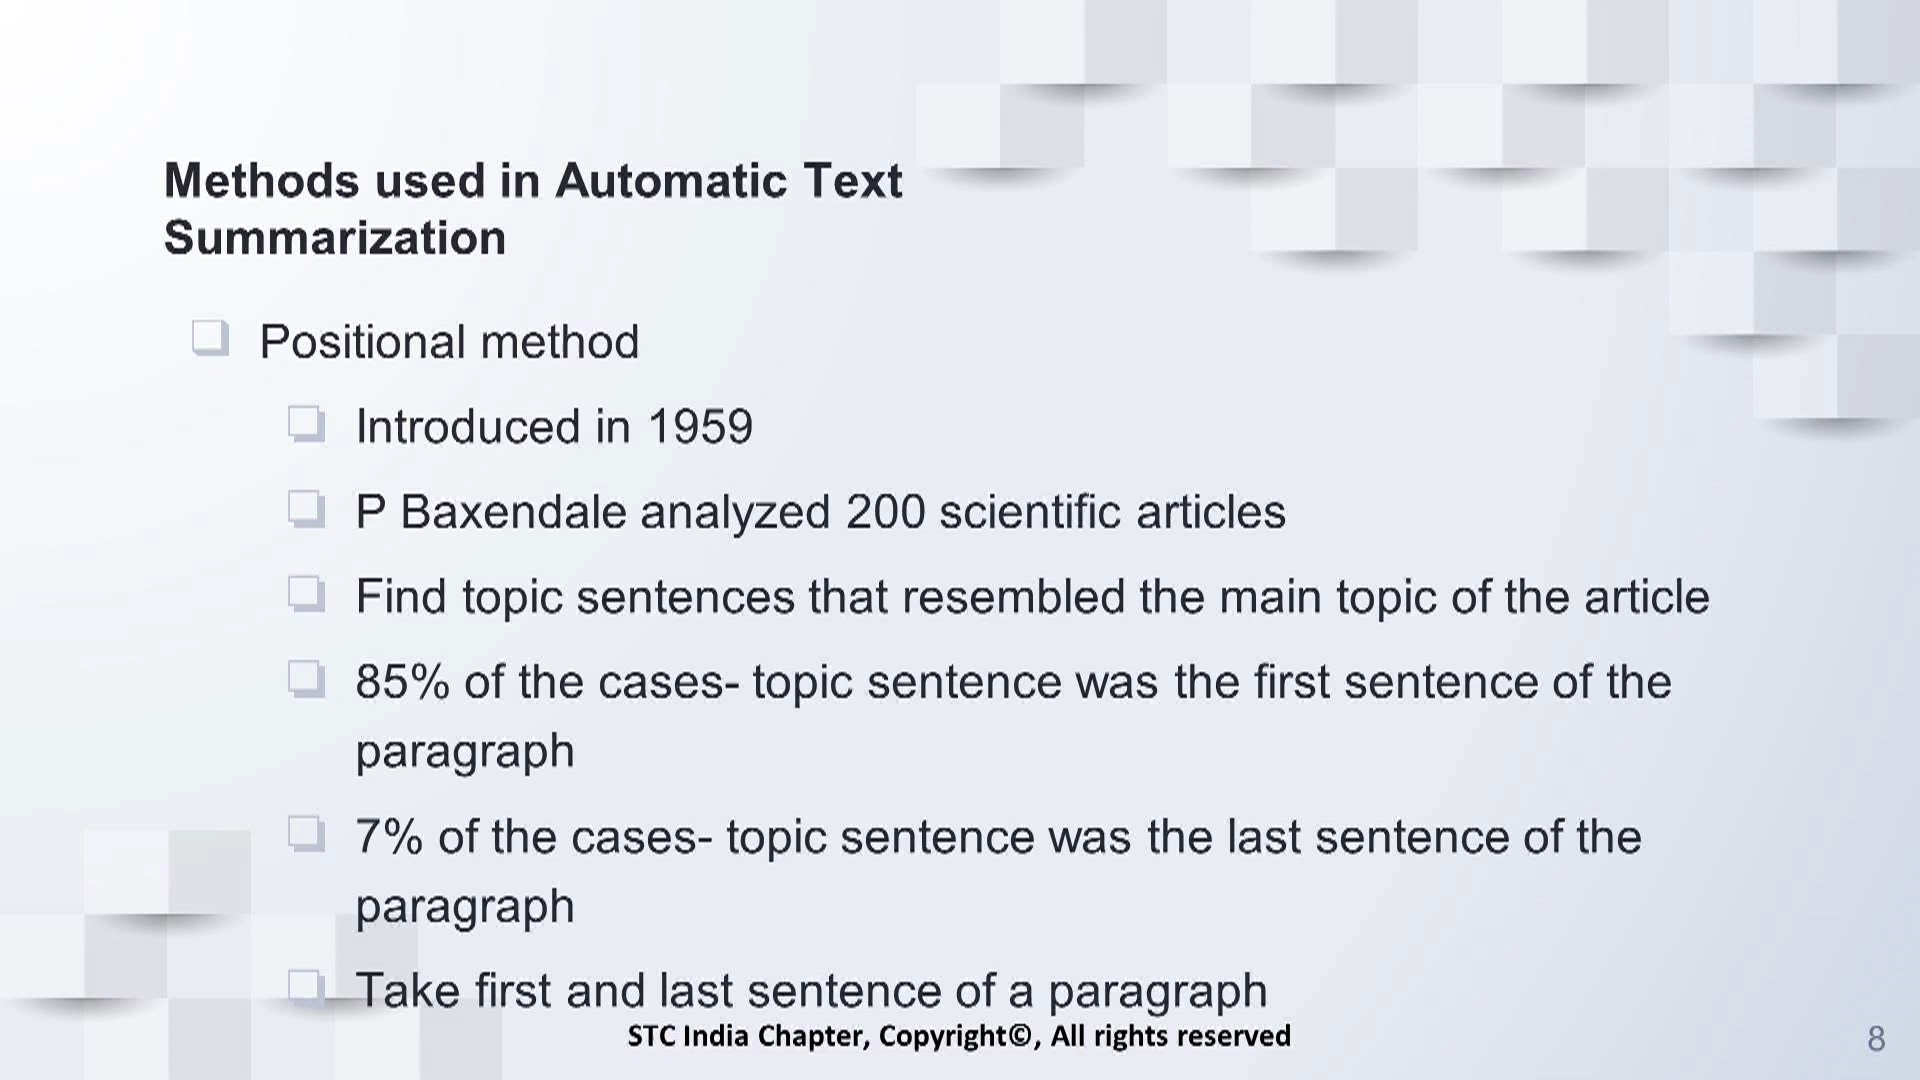 Methods used in Automatic Text
Summarization
Positional method
Introduced in 1959
P Baxendale analyzed 200 scientific articles
Find topic sentences that resembled the main topic of the article
85% of the cases- topic sentence was the first sentence of the
paragraph
7% of the cases- topic sentence was the last sentence of the
paragraph
Take first and last sentence of a paragraph
STC India Chapter, Copyright©, All rights reserved
8